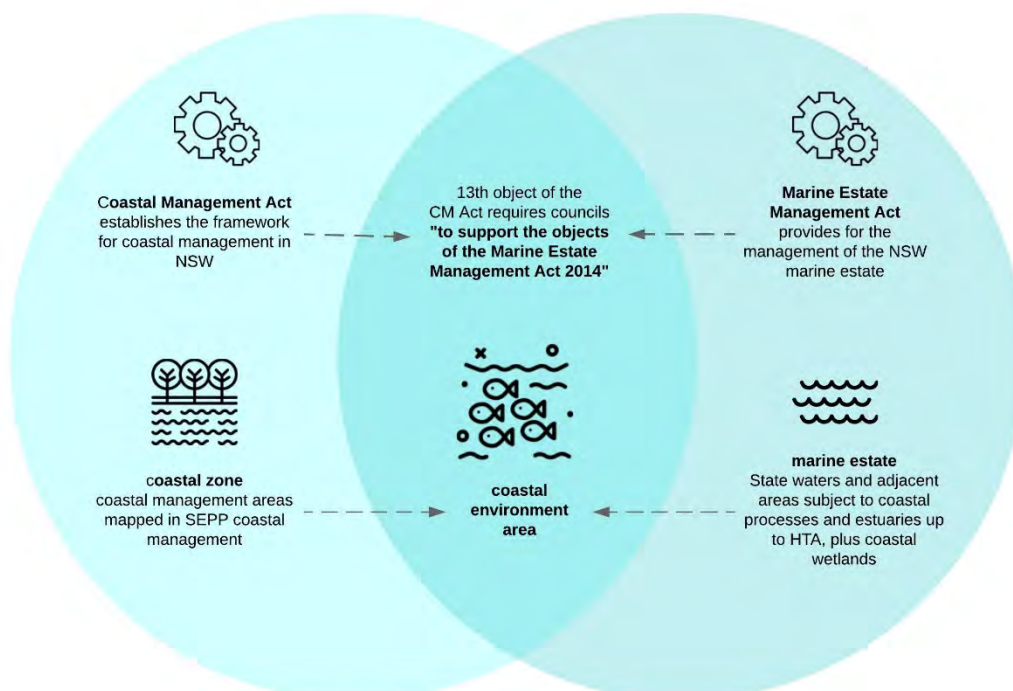 Coastal Management Act
establishes the framework
for coastal management in
NSW
13th object of the
CM Act requires councils
"to support the objects
of the Marine Estate
Management Act 2014"
Marine Estate
Management Act
provides for the
management of the NSW
marine estate
coastal zone
coastal management areas
mapped in SEPP coastal
management
coastal
environment
area
marine estate
State waters and adjacent
areas subject to coastal
processes and estuaries up
to HTA, plus coastal
wetlands